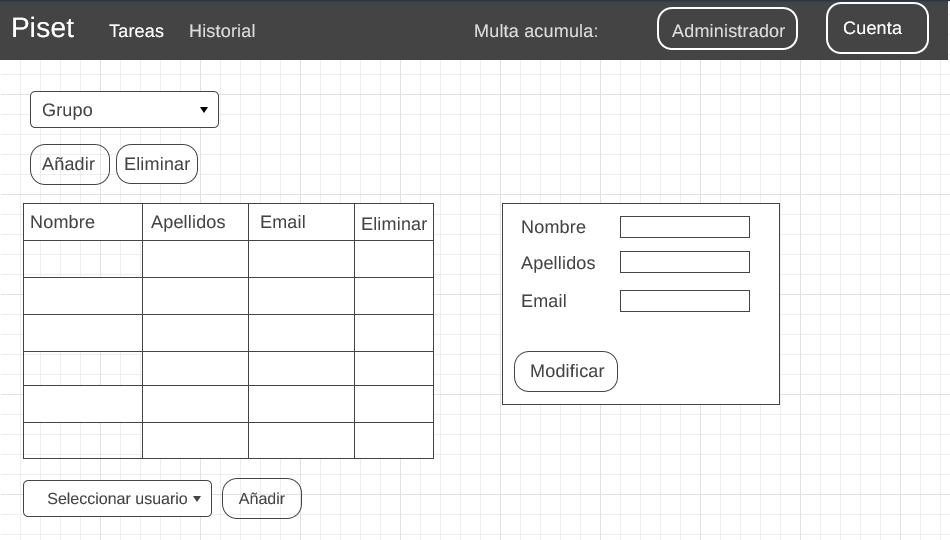 Piset Tareas Historial Multa acumula: Administrador Cuenta
Grupo
Añadir Eliminar
Nombre Apellidos Email Eliminar
Nombre
Apellidos
Email
Modificar
Seleccionar usuario Añadir